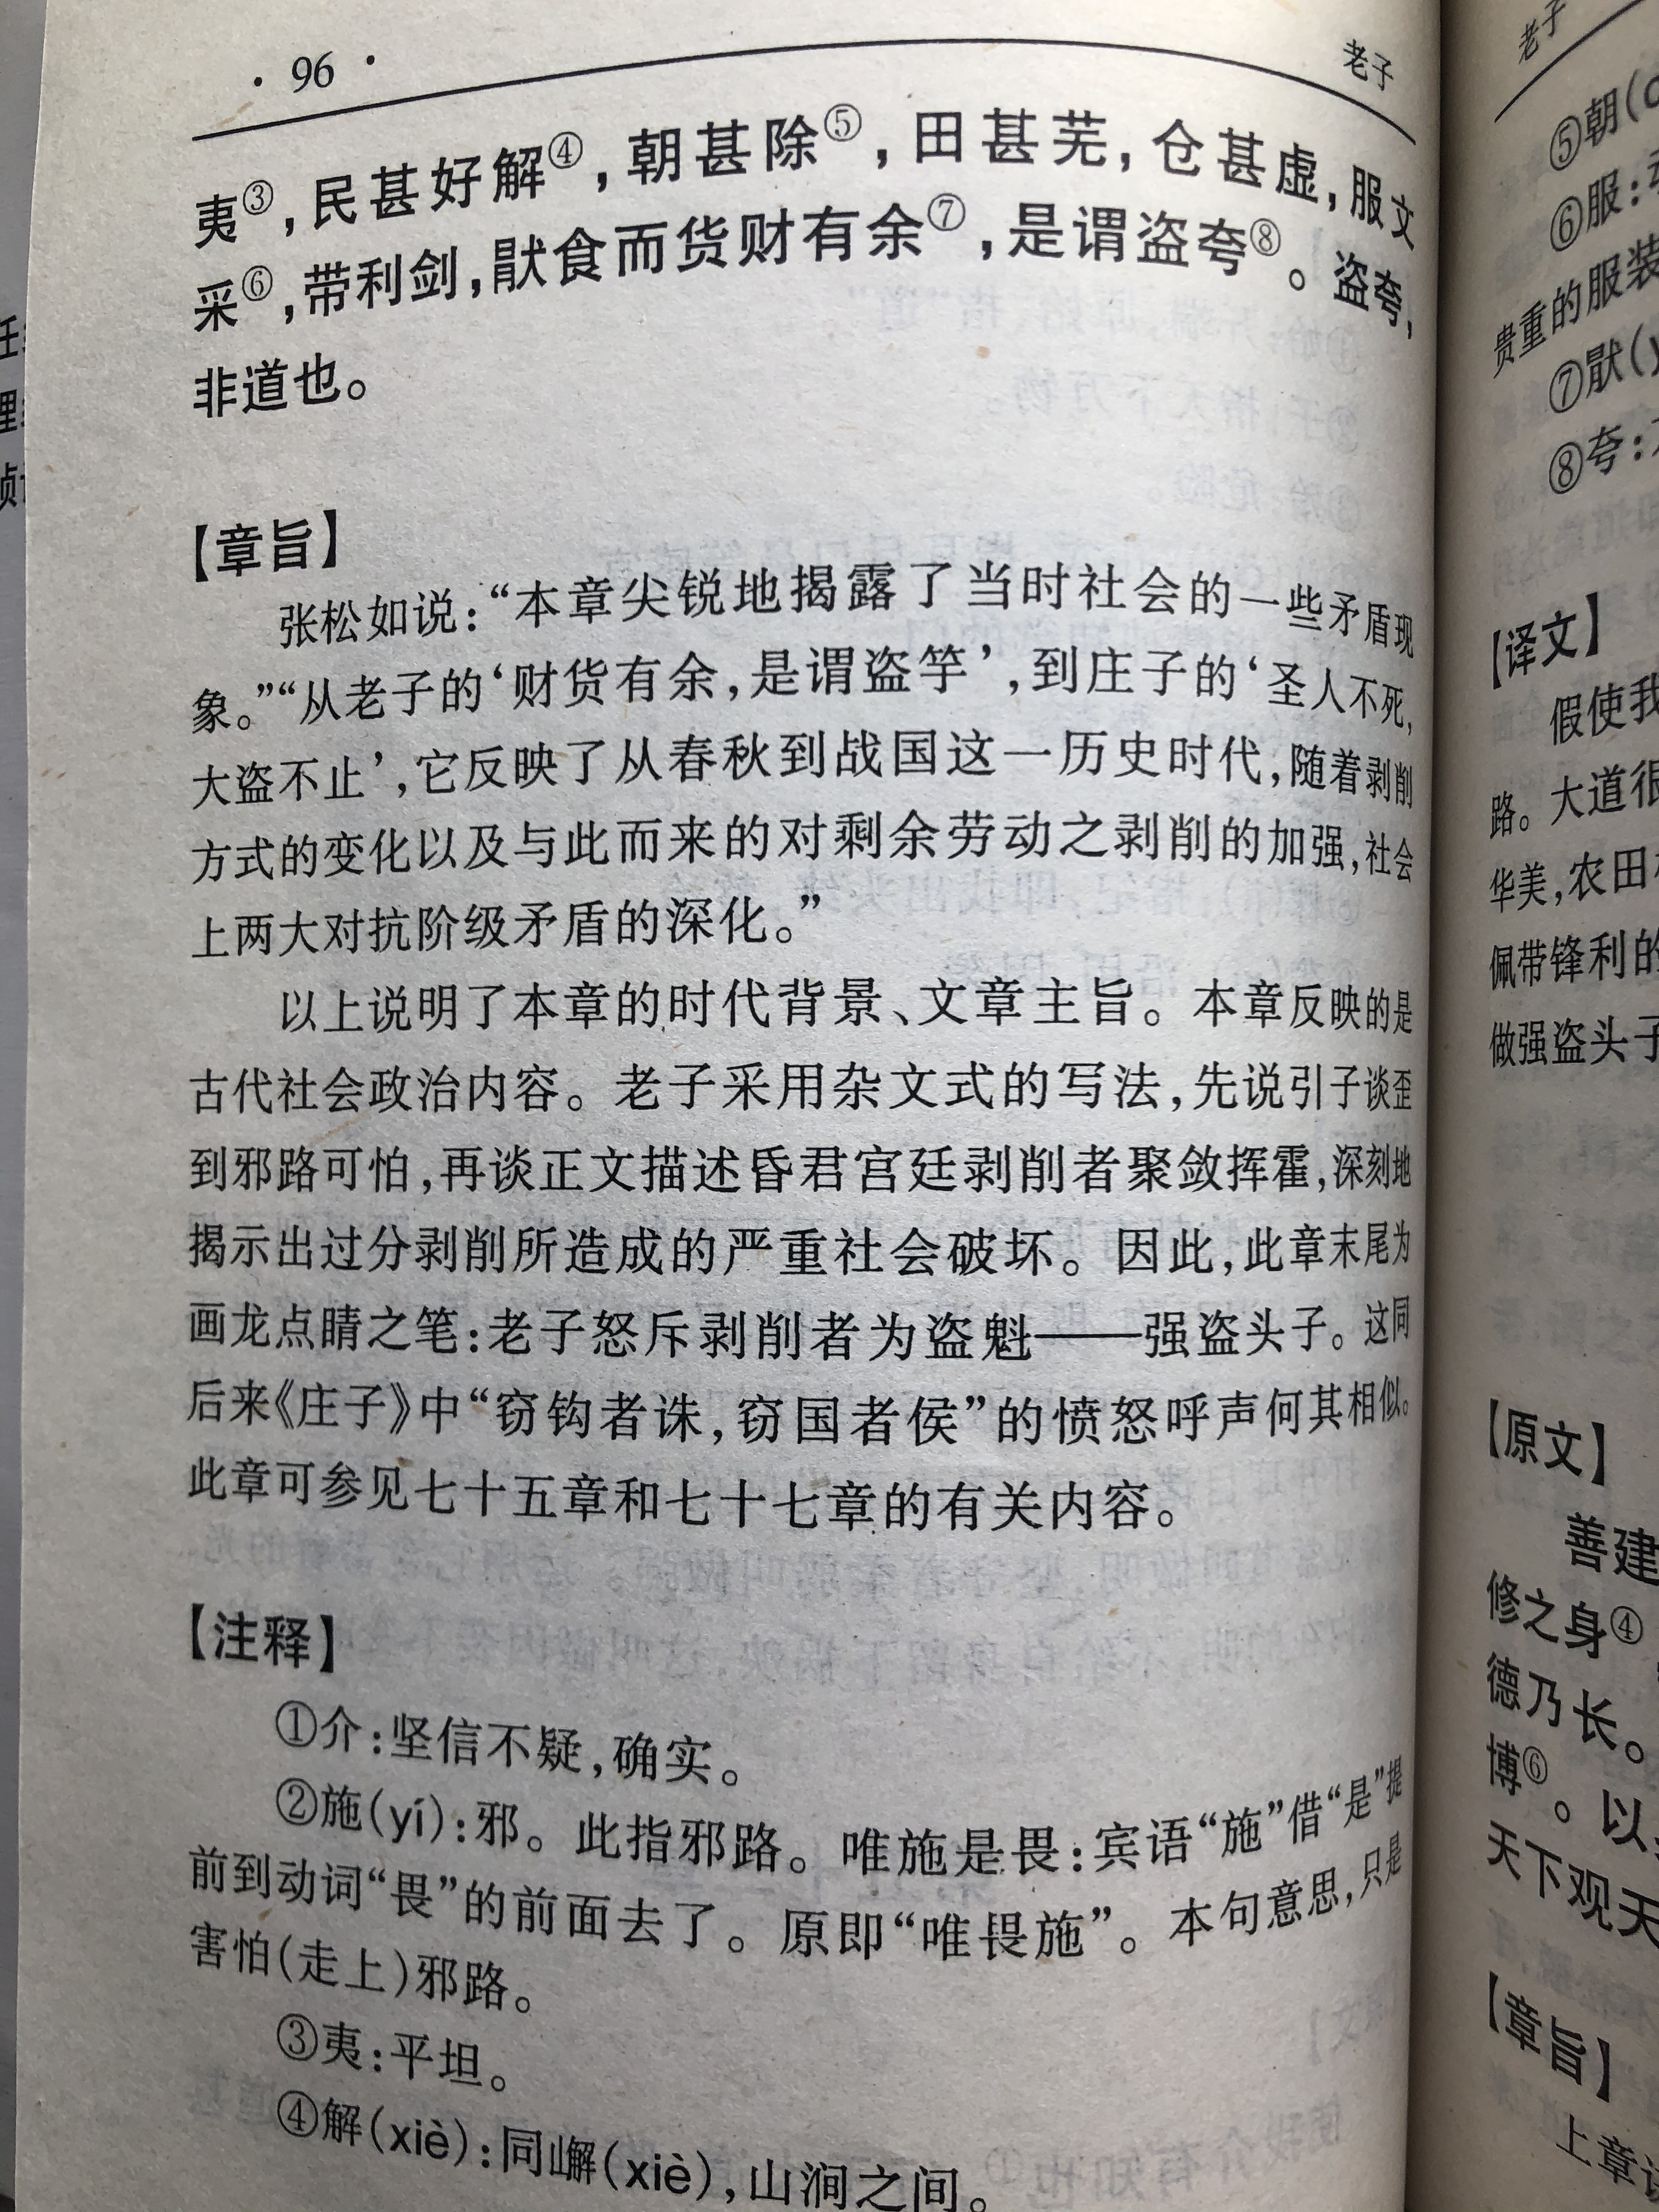 ·96·
老子
夷③,民甚好解④,朝甚除⑤,田甚芜,仓甚虚,服文
采⑥,带利剑,猒食而货财有余⑦,是谓盗夸⑧。盗夸,
非道也。
【章旨】
张松如说:“本章尖锐地揭露了当时社会的一些矛盾现
象。”“从老子的‘财货有余,是谓盗竽’,到庄子的‘圣人不死,
大盗不止’,它反映了从春秋到战国这一历史时代,随着剥削
方式的变化以及与此而来的对剩余劳动之剥削的加强,社会
上两大对抗阶级矛盾的深化。”
以上说明了本章的时代背景、文章主旨。本章反映的是
古代社会政治内容。老子采用杂文式的写法,先说引子谈歪
到邪路可怕,再谈正文描述昏君宫廷剥削者聚敛挥霍,深刻地
揭示出过分剥削所造成的严重社会破坏。因此,此章末尾为
画龙点睛之笔:老子怒斥剥削者为盗魁——强盗头子。这同
后来《庄子》中“窃钩者诛,窃国者侯”的愤怒呼声何其相似。
此章可参见七十五章和七十七章的有关内容。
【注释】
①介:坚信不疑,确实。
②施(yí):邪。此指邪路。唯施是畏:宾语“施”借“是”提
前到动词“畏”的前面去了。原即“唯畏施”。本句意思,只是
害怕(走上)邪路。
③夷:平坦。
④解(xiè):同嶰(xiè),山涧之间。
老子
⑤朝(
⑥服:
贵重的服装
⑦猒(
⑧夸:
【译文】
假使我
路。大道很
华美,农田
佩带锋利的
做强盗头子
【原文】
善建
修之身④
德乃长。
博⑥。以
天下观天
【章旨】
上章